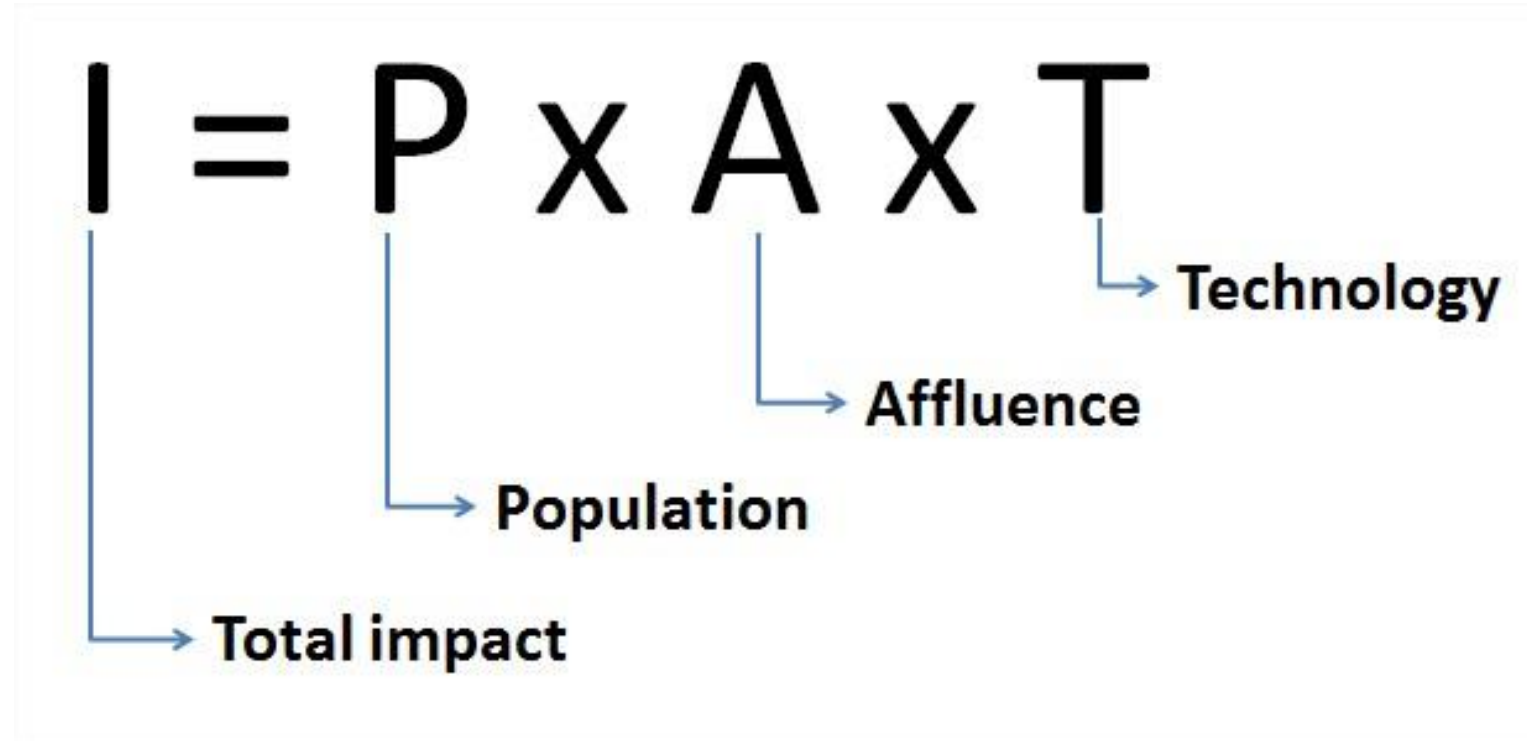 I = P x A x T
Technology
Affluence
Population
Total impact